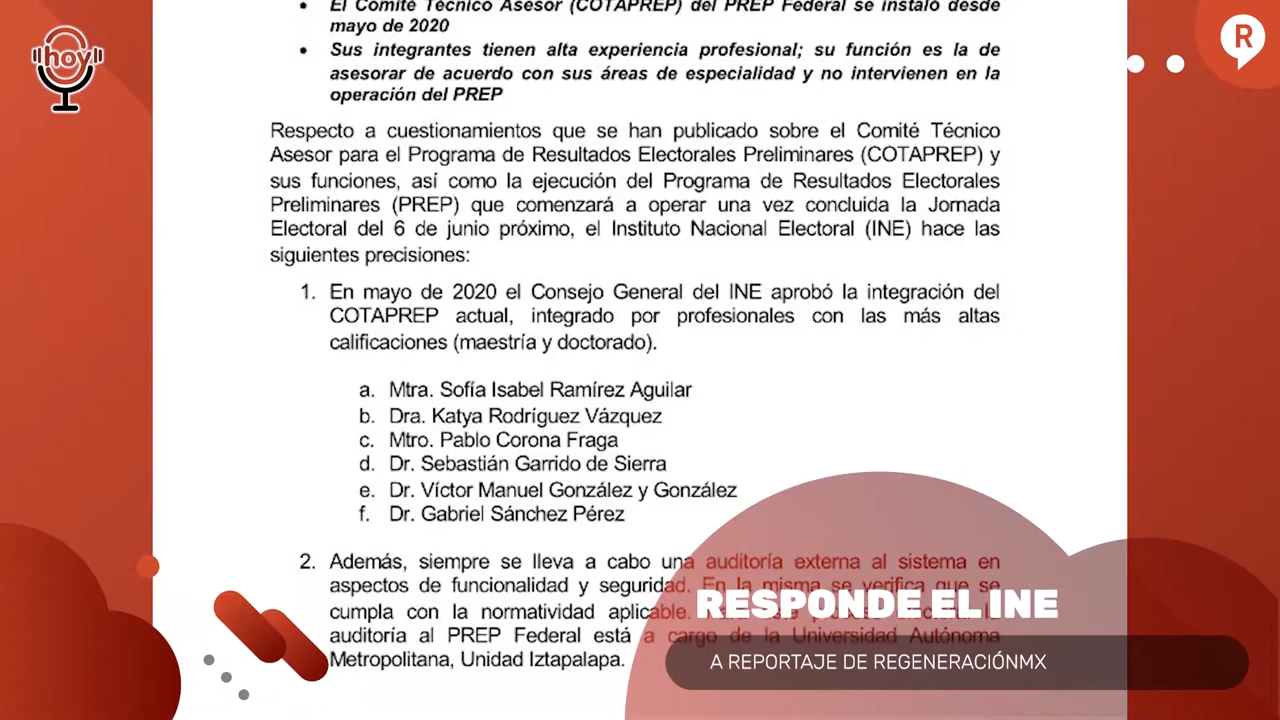 hoy
R
El Comité Técnico Asesor (COTAPREP) del PREP Federal se instaló desde
mayo de 2020
Sus integrantes tienen alta experiencia profesional; su función es la de
asesorar de acuerdo con sus áreas de especialidad y no intervienen en la
operación del PREP
Respecto a cuestionamientos que se han publicado sobre el Comité Técnico
Asesor para el Programa de Resultados Electorales Preliminares (COTAPREP) y
sus funciones, así como la ejecución del Programa de Resultados Electorales
Preliminares (PREP) que comenzará a operar una vez concluida la Jornada
Electoral del 6 de junio próximo, el Instituto Nacional Electoral (INE) hace las
siguientes precisiones:
1. En mayo de 2020 el Consejo General del INE aprobó la integración del
COTAPREP actual, integrado por profesionales con las más altas
calificaciones (maestría y doctorado).
a. Mtra. Sofía Isabel Ramírez Aguilar
b. Dra. Katya Rodríguez Vázquez
c. Mtro. Pablo Corona Fraga
d. Dr. Sebastián Garrido de Sierra
e. Dr. Víctor Manuel González y González
f. Dr. Gabriel Sánchez Pérez
2. Además, siempre se lleva a cabo una auditoría externa al sistema en
aspectos de funcionalidad y seguridad. En la misma se verifica que se
cumpla con la normatividad aplicable.
auditoría al PREP Federal está a cargo de la Universidad Autónoma
Metropolitana, Unidad Iztapalapa.
RESPONDE EL INE
A REPORTAJE DE REGENERACIÓNMX